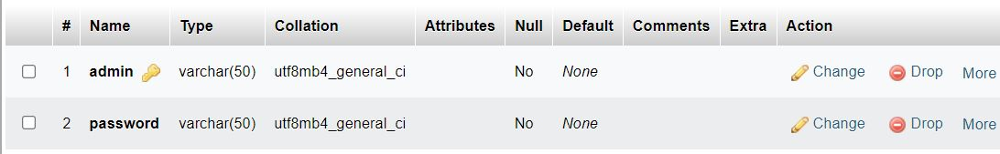 # Name Type Collation Attributes Null Default Comments Extra Action
1 admin varchar(50) utf8mb4_general_ci No None Change Drop More
2 password varchar(50) utf8mb4_general_ci No None Change Drop More